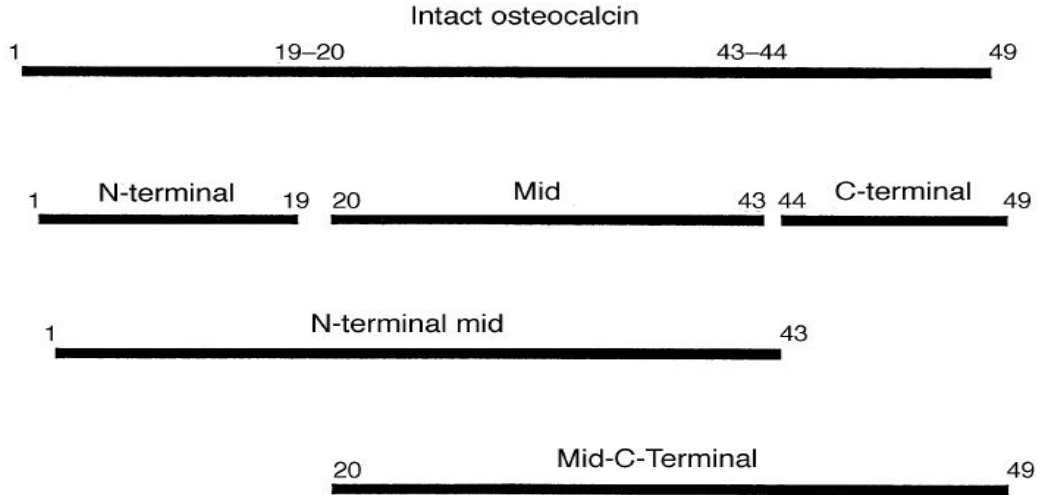 Intact osteocalcin
1 19–20 43–44 49
N-terminal Mid C-terminal
1 19 20 43 44 49
N-terminal mid
1 43
Mid-C-Terminal
20 49